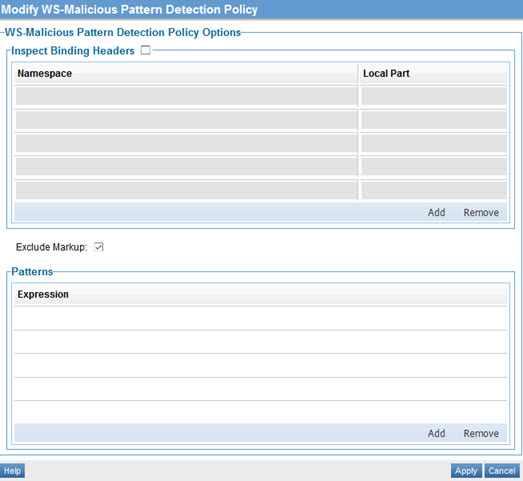 Modify WS-Malicious Pattern Detection Policy
WS-Malicious Pattern Detection Policy Options
Inspect Binding Headers
Namespace Local Part
Add Remove
Exclude Markup:
Patterns
Expression
Add Remove
Help Apply Cancel